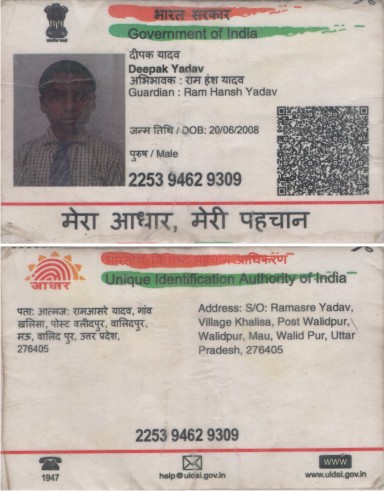 भारत सरकार
Government of India
दीपक यादव
Deepak Yadav
अभिभावक : राम हंश यादव
Guardian : Ram Hansh Yadav
जन्म तिथि / DOB: 20/06/2008
पुरुष / Male
2253 9462 9309
मेरा आधार, मेरी पहचान
प्राधिकरण
Unique Identification Authority of India
आधार
पता: आत्मज: रामआसरे यादव, गांव
खलिसा, पोस्ट वलीदपुर, वालिदपुर,
मऊ, वालिद पुर, उत्तर प्रदेश,
276405
Address: S/O: Ramasre Yadav,
Village Khalisa, Post Walidpur,
Walidpur, Mau, Walid Pur, Uttar
Pradesh, 276405
2253 9462 9309
1947
help@uidai.gov.in
WWW
www.uidai.gov.in